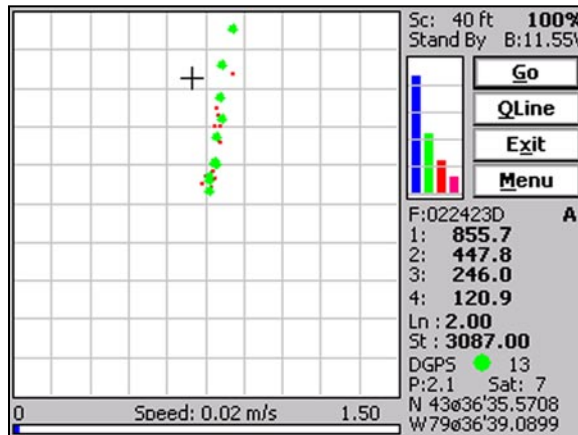 Sc: 40 ft 100%
Stand By B:11.55V
Go
QLine
Exit
Menu
F:022423D A
1: 855.7
2: 447.8
3: 246.0
4: 120.9
Ln : 2.00
St : 3087.00
DGPS 13
P:2.1 Sat: 7
N 43ø36'35.5708
W79ø36'39.0899
0 Speed: 0.02 m/s 1.50